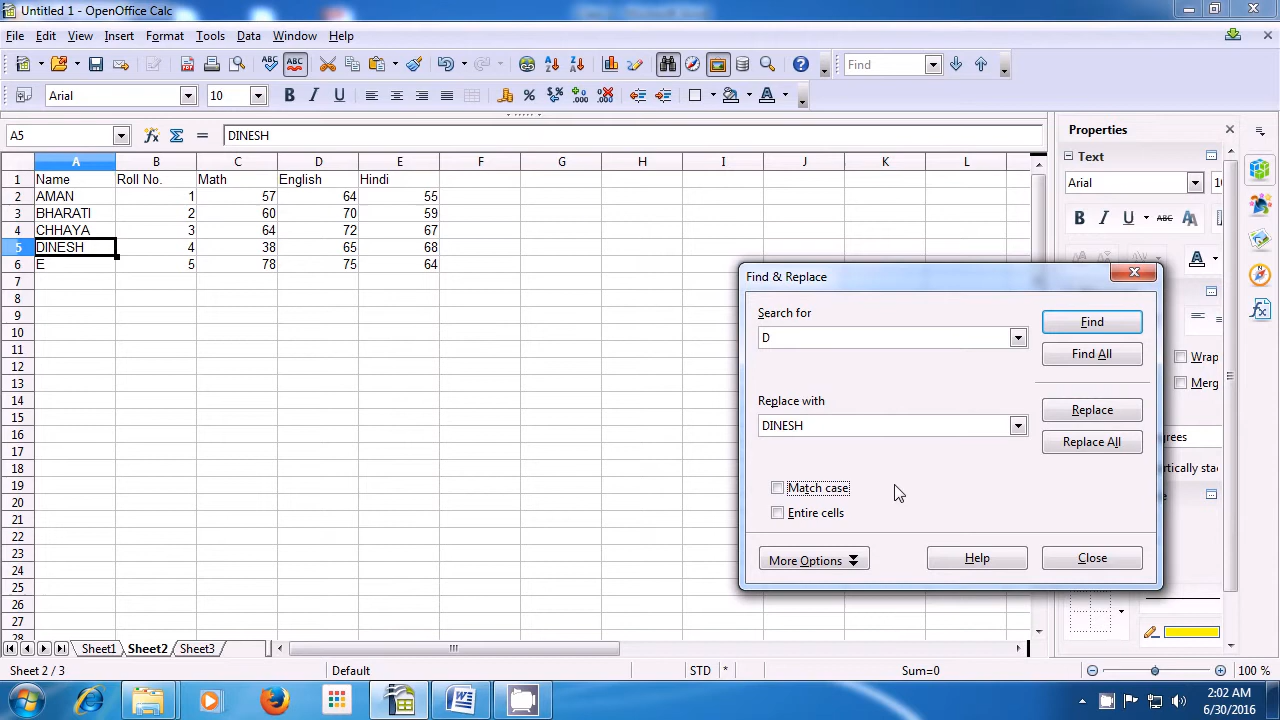 Untitled 1 - OpenOffice Calc
File Edit View Insert Format Tools Data Window Help
Find
Arial 10
A5 DINESH
A B C D E F G H I J K L
1 Name Roll No. Math English Hindi
2 AMAN 1 57 64 55
3 BHARATI 2 60 70 59
4 CHHAYA 3 64 72 67
5 DINESH 4 38 65 68
6 E 5 78 75 64
7
8
9
10
11
12
13
14
15
16
17
18
19
20
21
22
23
24
25
26
27
28
Properties
Text
Arial
Wrap
Merg
Find & Replace
Search for
D
Find
Find All
Replace with
DINESH
Replace
Replace All
Match case
Entire cells
More Options Help Close
Sheet1 Sheet2 Sheet3
Sheet 2 / 3 Default STD * Sum=0 100 %
2:02 AM
6/30/2016